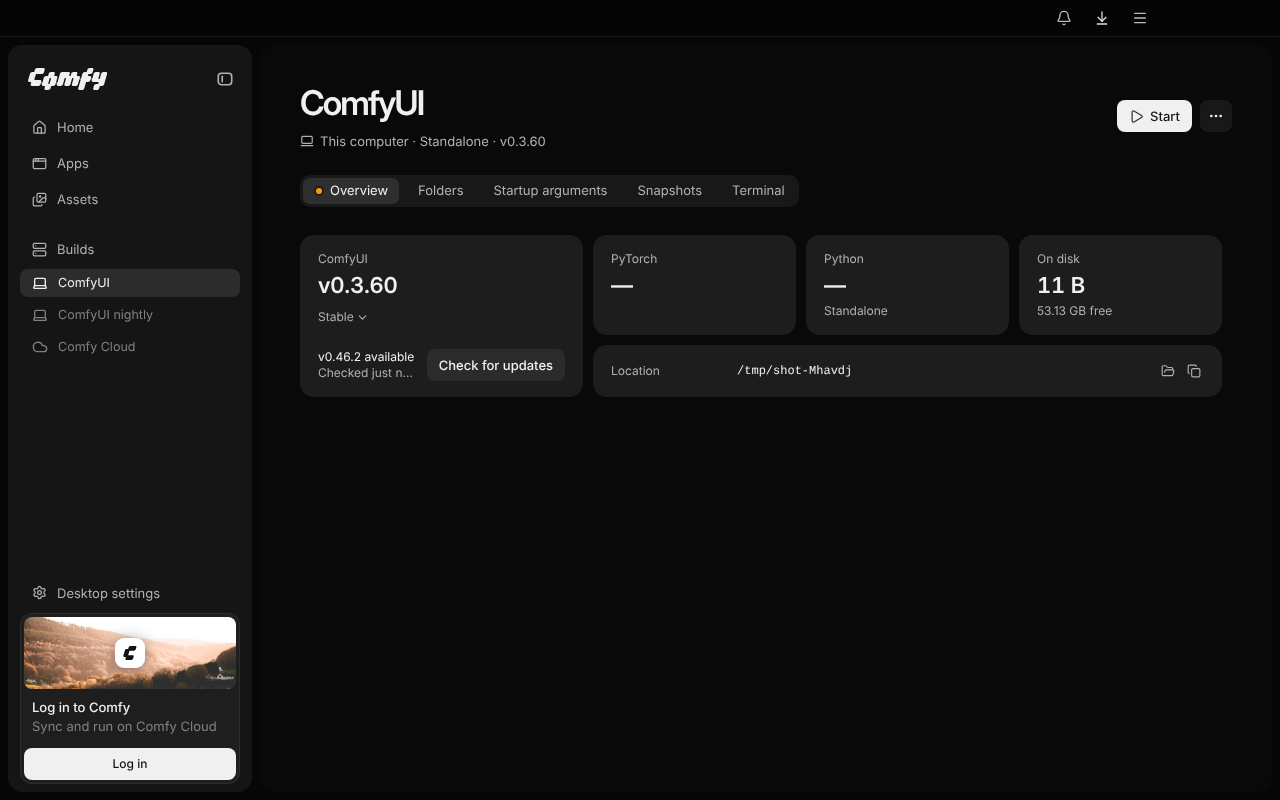 Comfy
Home
Apps
Assets
Builds
ComfyUI
ComfyUI nightly
Comfy Cloud
Desktop settings
Log in to Comfy
Sync and run on Comfy Cloud
Log in
ComfyUI
This computer · Standalone · v0.3.60
Start
Overview
Folders
Startup arguments
Snapshots
Terminal
ComfyUI
v0.3.60
Stable
v0.46.2 available
Checked just n...
Check for updates
PyTorch
—
Python
—
Standalone
On disk
11 B
53.13 GB free
Location
/tmp/shot-Mhavdj